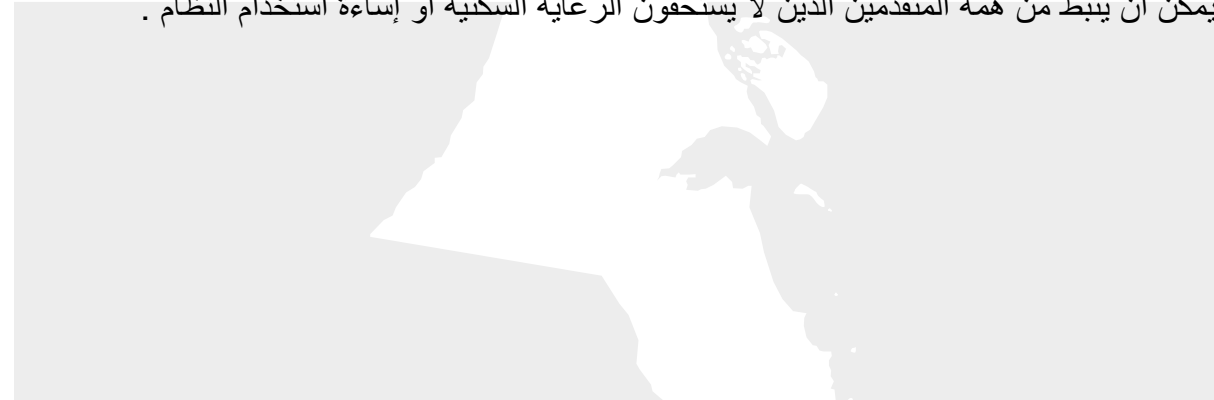 يمكن أن يثبط من همة المتقدمين الذين لا يستحقون الرعاية السكنية أو إساءة استخدام النظام .